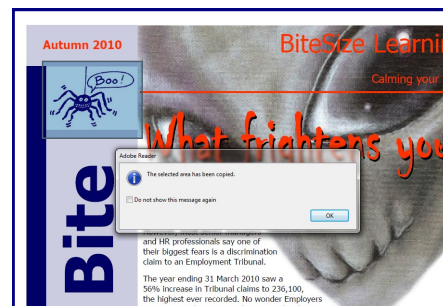 Autumn 2010
BiteSize Learni
Calming your
Boo!
What frightens you
Adobe Reader
The selected area has been copied.
Do not show this message again
OK
Bite
and HR professionals say one of
their biggest fears is a discrimination
claim to an Employment Tribunal.
The year ending 31 March 2010 saw a
56% increase in Tribunal claims to 236,100,
the highest ever recorded. No wonder Employers